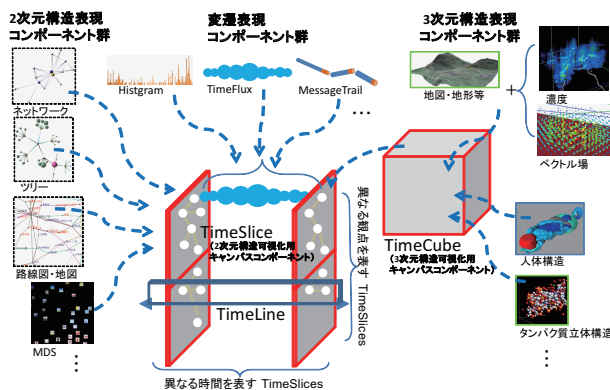 2次元構造表現
コンポーネント群
変遷表現
コンポーネント群
3次元構造表現
コンポーネント群
Histgram
TimeFlux
MessageTrail
…
ネットワーク
ツリー
路線図・地図
MDS
…
地図・地形等
+
濃度
ベクトル場
TimeSlice
(2次元構造可視化用
キャンバスコンポーネント)
異なる観点を表す TimeSlices
TimeCube
(3次元構造可視化用
キャンバスコンポーネント)
人体構造
タンパク質立体構造
…
TimeLine
異なる時間を表す TimeSlices